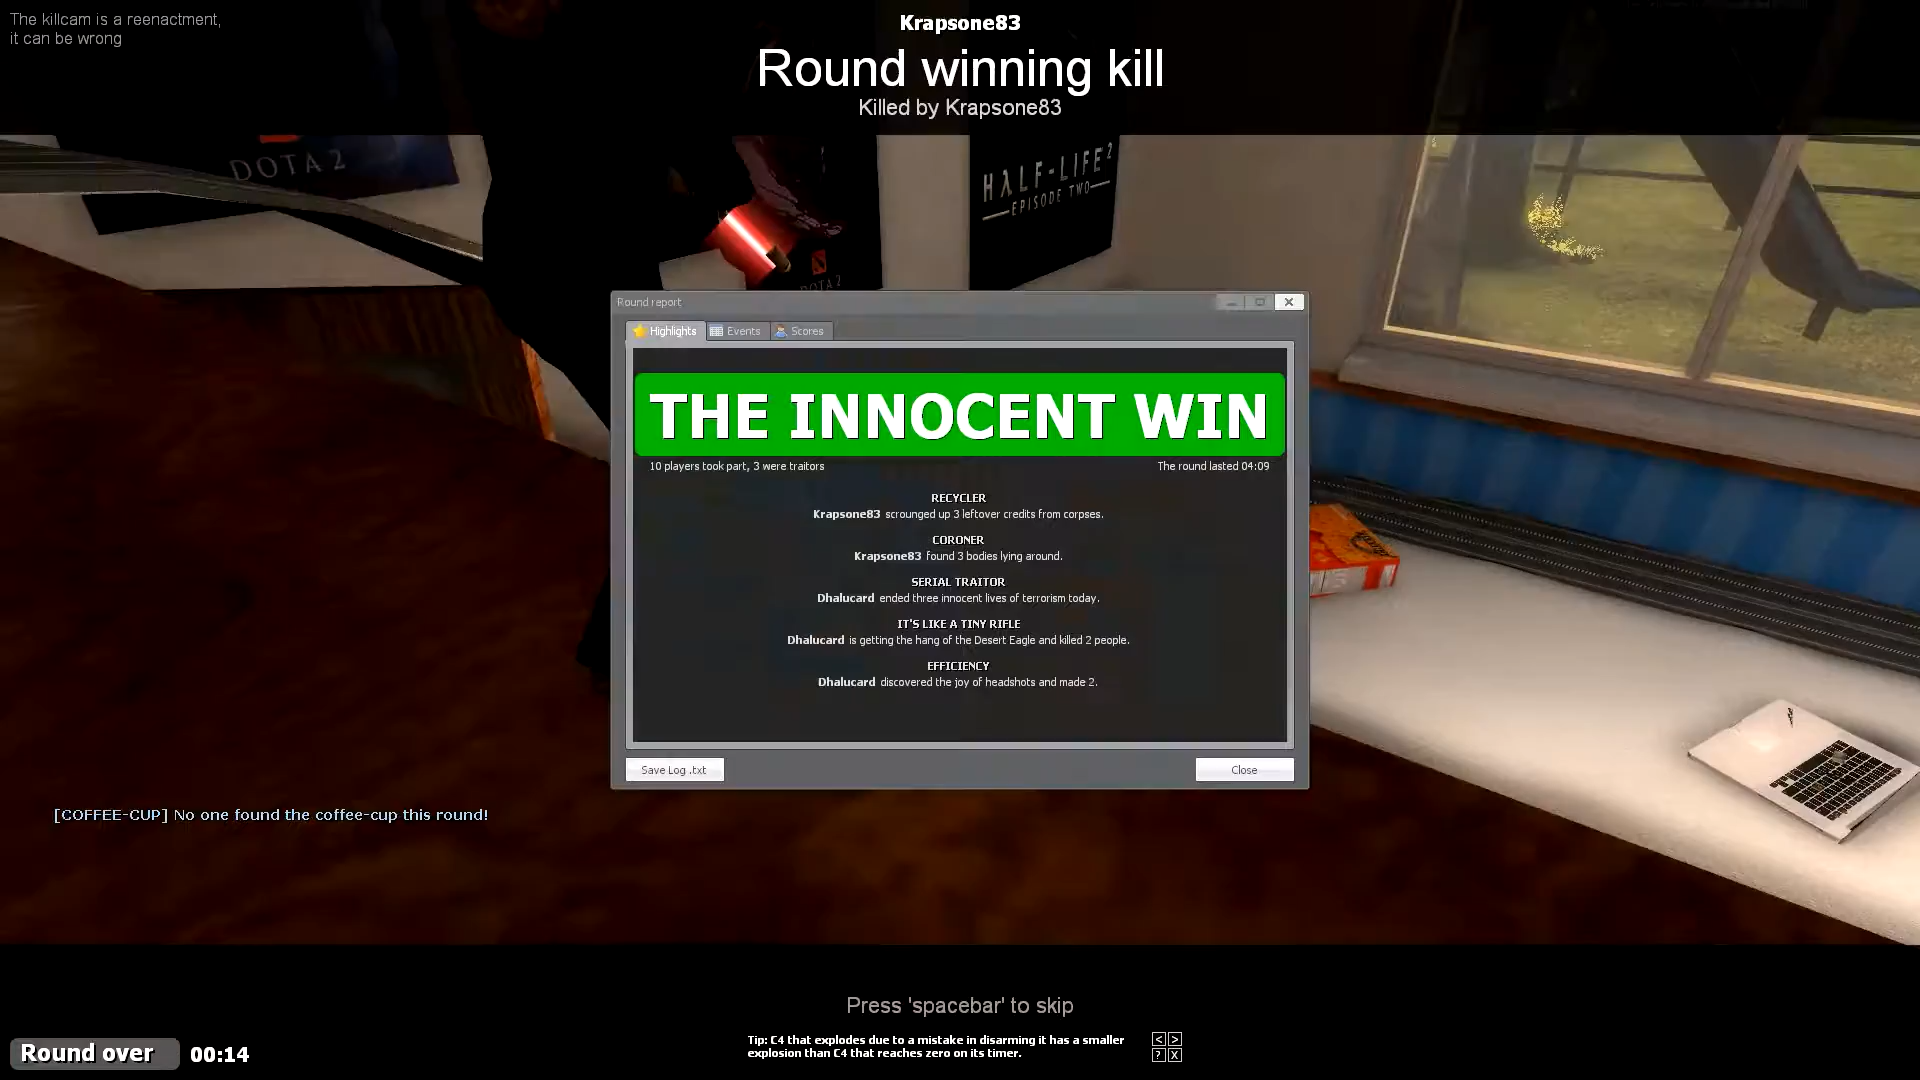 The killcam is a reenactment,
it can be wrong
Krapsone83
Round winning kill
Killed by Krapsone83
DOTA 2
DOTA 2
HALF-LIFE 2
EPISODE TWO
Round report
Highlights
Events
Scores
THE INNOCENT WIN
10 players took part, 3 were traitors
The round lasted 04:09
RECYCLER
Krapsone83 scrounged up 3 leftover credits from corpses.
CORONER
Krapsone83 found 3 bodies lying around.
SERIAL TRAITOR
Dhalucard ended three innocent lives of terrorism today.
IT'S LIKE A TINY RIFLE
Dhalucard is getting the hang of the Desert Eagle and killed 2 people.
EFFICIENCY
Dhalucard discovered the joy of headshots and made 2.
Save Log .txt
Close
[COFFEE-CUP] No one found the coffee-cup this round!
Press 'spacebar' to skip
Tip: C4 that explodes due to a mistake in disarming it has a smaller
explosion than C4 that reaches zero on its timer.
< >
? X
Round over 00:14